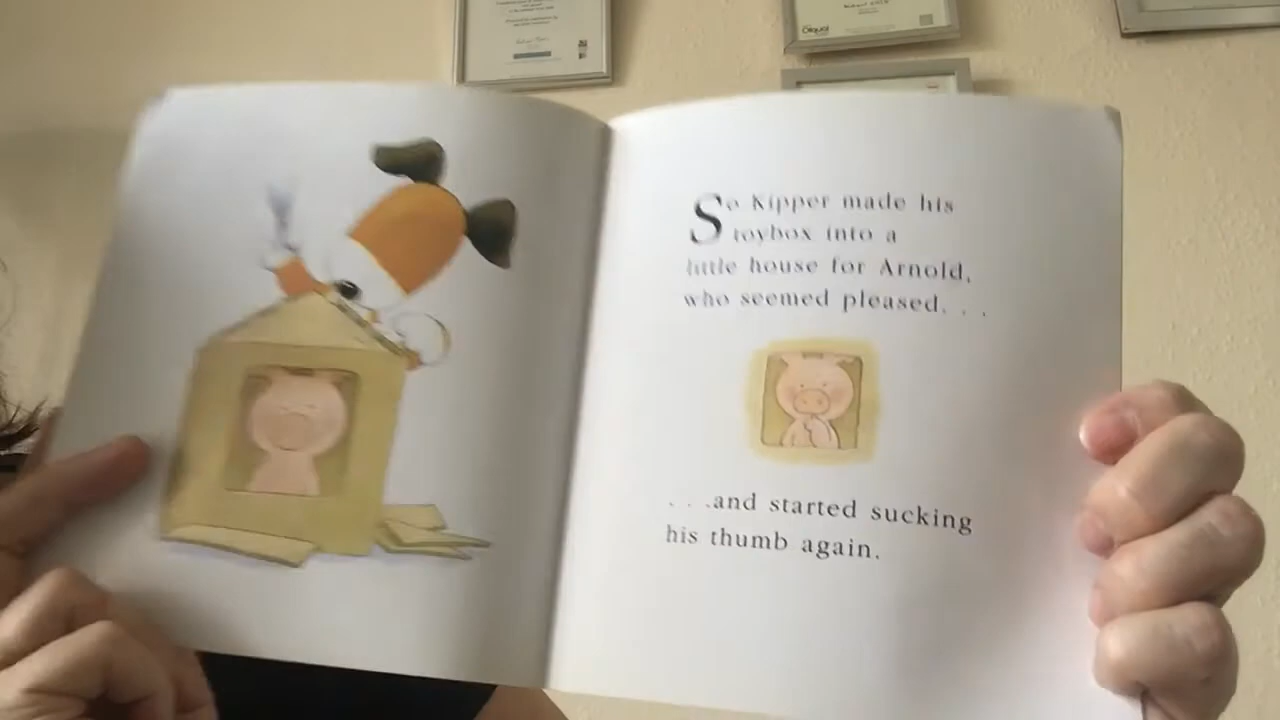 So Kipper made his
toybox into a
little house for Arnold,
who seemed pleased. . .
. . .and started sucking
his thumb again.